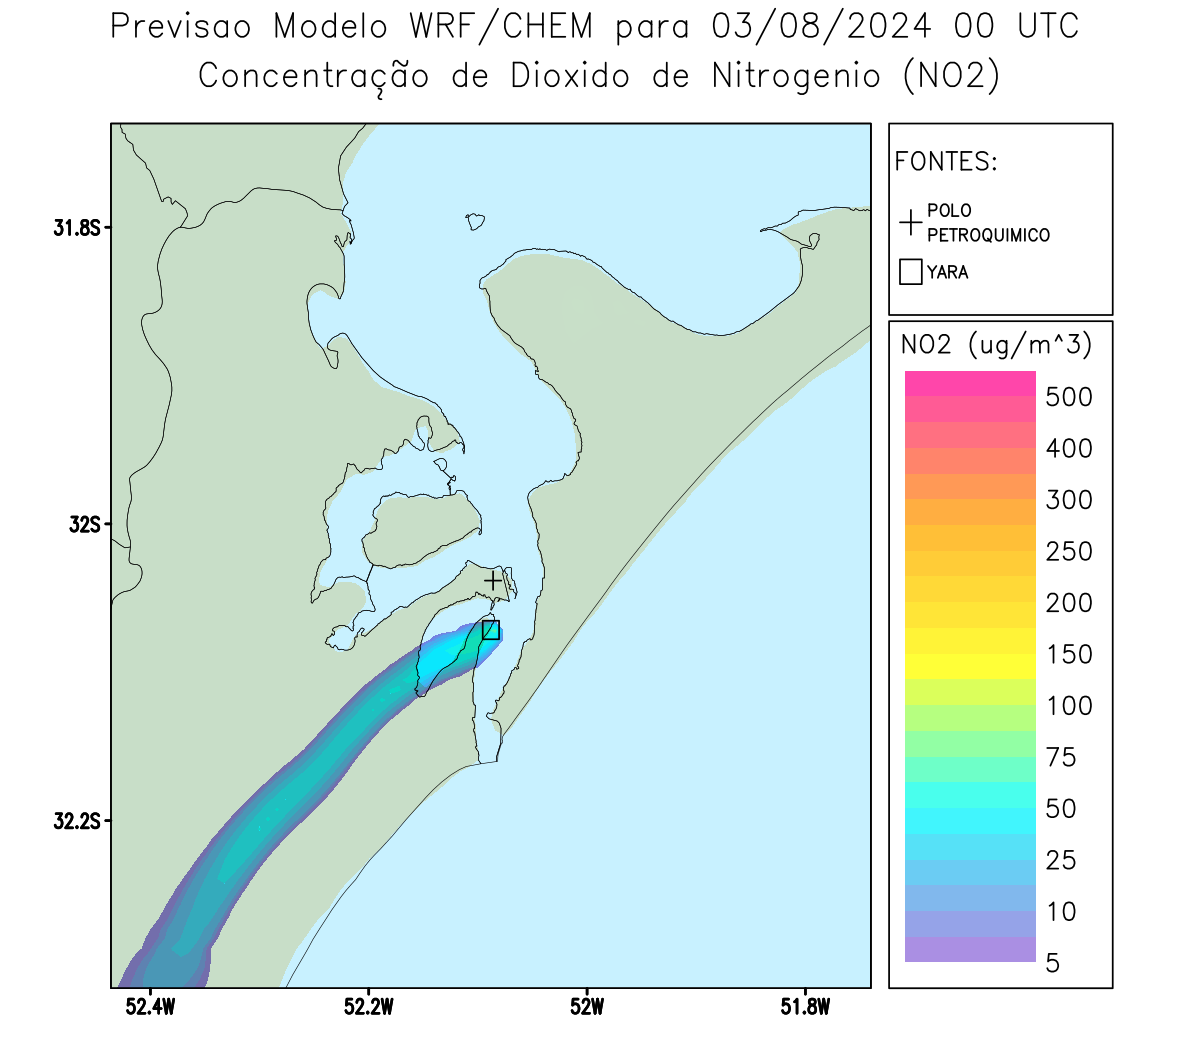 Previsao Modelo WRF/CHEM para 03/08/2024 00 UTC
Concentração de Dioxido de Nitrogenio (NO2)
FONTES:
POLO
PETROQUIMICO
YARA
NO2 (ug/m^3)
500
400
300
250
200
150
100
75
50
25
10
5
31.8S
32S
32.2S
52.4W
52.2W
52W
51.8W